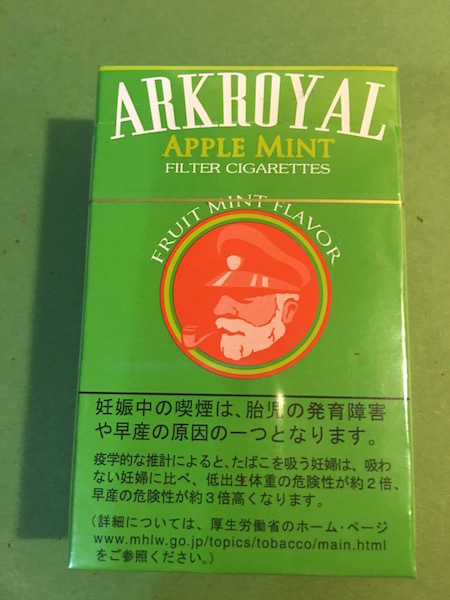 ARKROYAL
APPLE MINT
FILTER CIGARETTES
FRUIT MINT FLAVOR
妊娠中の喫煙は、胎児の発育障害
や早産の原因の一つとなります。
疫学的な推計によると、たばこを吸う妊婦は、吸わ
ない妊婦に比べ、低出生体重の危険性が約２倍、
早産の危険性が約３倍高くなります。
（詳細については、厚生労働省のホーム・ページ
www.mhlw.go.jp/topics/tobacco/main.html
をご参照ください。）